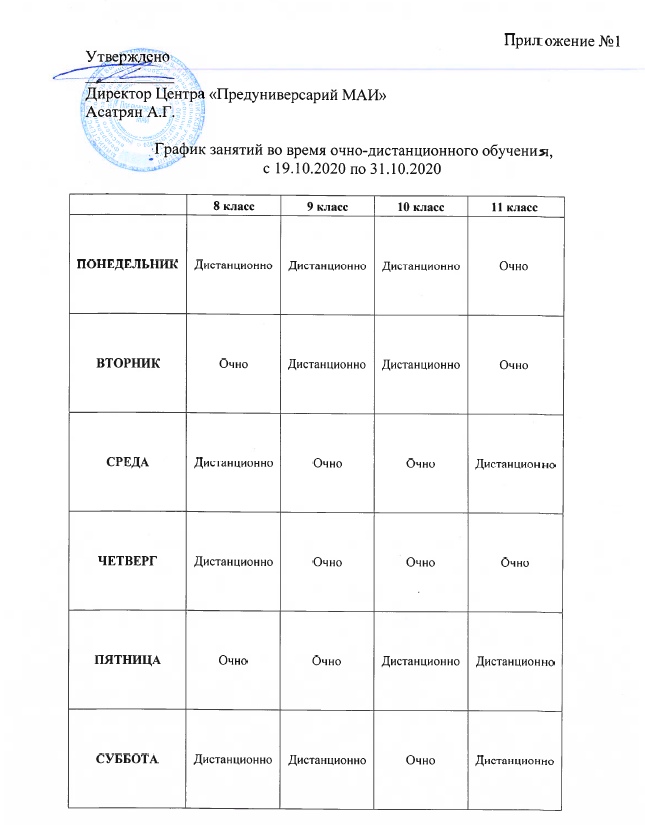 Приложение №1
Утверждено
Директор Центра «Предуниверсарий МАИ»
Асатрян А.Г.
График занятий во время очно-дистанционного обучения,
с 19.10.2020 по 31.10.2020
8 класс 9 класс 10 класс 11 класс
ПОНЕДЕЛЬНИК Дистанционно Дистанционно Дистанционно Очно
ВТОРНИК Очно Дистанционно Дистанционно Очно
СРЕДА Дистанционно Очно Очно Дистанционно
ЧЕТВЕРГ Дистанционно Очно Очно Очно
ПЯТНИЦА Очно Очно Дистанционно Дистанционно
СУББОТА Дистанционно Дистанционно Очно Дистанционно